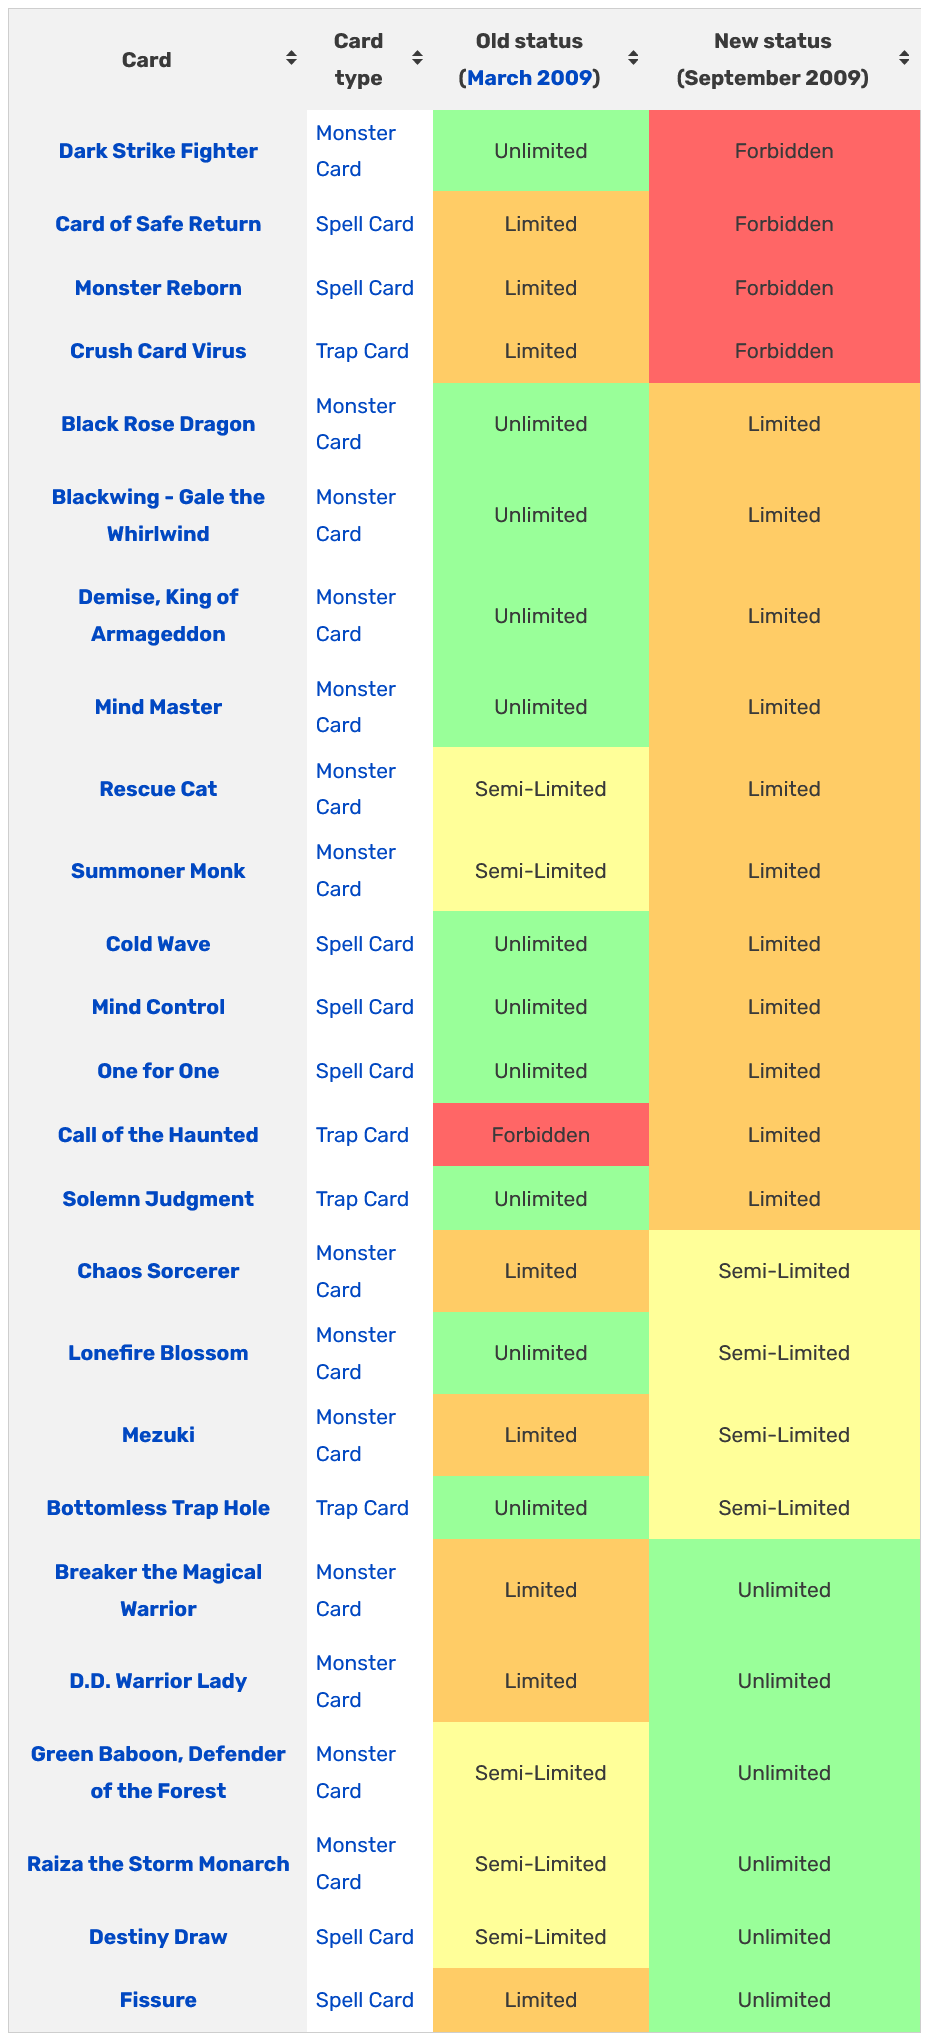 Card
Card type
Old status (March 2009)
New status (September 2009)
Dark Strike Fighter
Monster Card
Unlimited
Forbidden
Card of Safe Return
Spell Card
Limited
Forbidden
Monster Reborn
Spell Card
Limited
Forbidden
Crush Card Virus
Trap Card
Limited
Forbidden
Black Rose Dragon
Monster Card
Unlimited
Limited
Blackwing - Gale the Whirlwind
Monster Card
Unlimited
Limited
Demise, King of Armageddon
Monster Card
Unlimited
Limited
Mind Master
Monster Card
Unlimited
Limited
Rescue Cat
Monster Card
Semi-Limited
Limited
Summoner Monk
Monster Card
Semi-Limited
Limited
Cold Wave
Spell Card
Unlimited
Limited
Mind Control
Spell Card
Unlimited
Limited
One for One
Spell Card
Unlimited
Limited
Call of the Haunted
Trap Card
Forbidden
Limited
Solemn Judgment
Trap Card
Unlimited
Limited
Chaos Sorcerer
Monster Card
Limited
Semi-Limited
Lonefire Blossom
Monster Card
Unlimited
Semi-Limited
Mezuki
Monster Card
Limited
Semi-Limited
Bottomless Trap Hole
Trap Card
Unlimited
Semi-Limited
Breaker the Magical Warrior
Monster Card
Limited
Unlimited
D.D. Warrior Lady
Monster Card
Limited
Unlimited
Green Baboon, Defender of the Forest
Monster Card
Semi-Limited
Unlimited
Raiza the Storm Monarch
Monster Card
Semi-Limited
Unlimited
Destiny Draw
Spell Card
Semi-Limited
Unlimited
Fissure
Spell Card
Limited
Unlimited